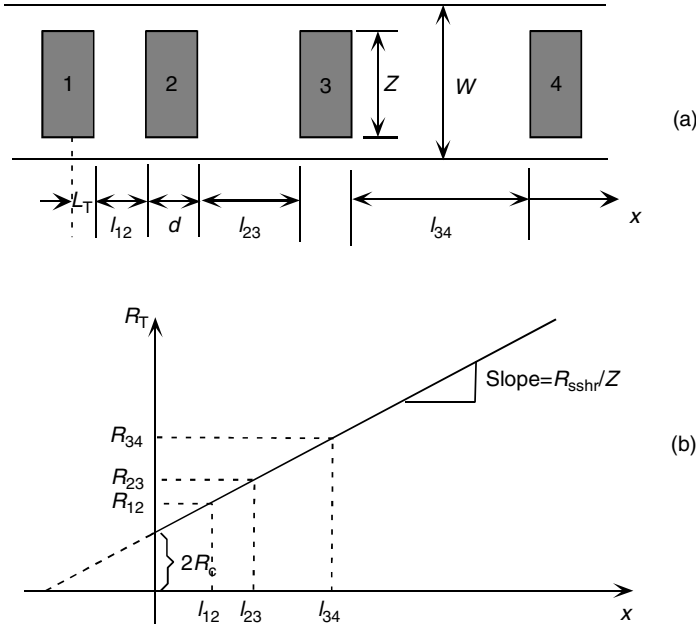 1 2 3 Z W 4
(a)
L_T l_12 d l_23 l_34 x
R_T
Slope=R_sshr/Z
R_34
(b)
R_23
R_12
2R_c
l_12 l_23 l_34 x